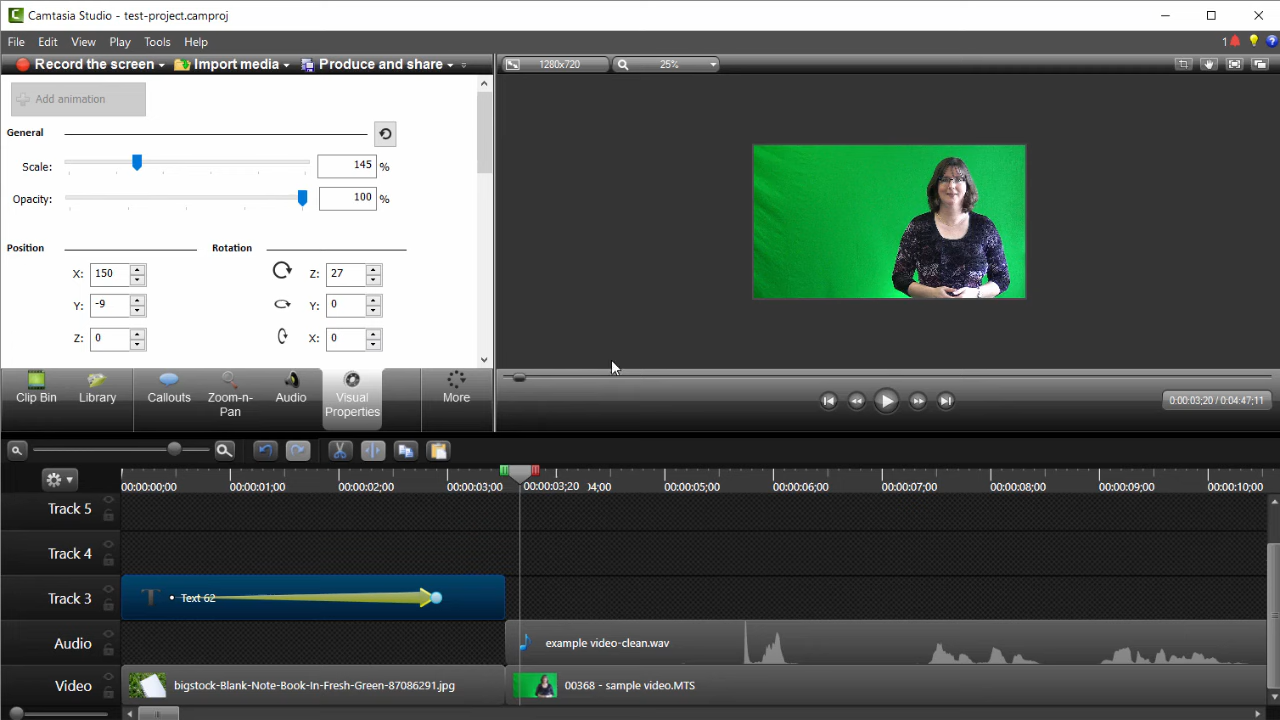 Camtasia Studio - test-project.camproj
File Edit View Play Tools Help
1
Record the screen Import media Produce and share
1280x720 25%
Add animation
General
Scale: 145 %
Opacity: 100 %
Position Rotation
X: 150 Z: 27
Y: -9 Y: 0
Z: 0 X: 0
Clip Bin Library Callouts Zoom-n-Pan Audio Visual Properties More
0:00:03;20 / 0:04:47;11
00:00:00;00 00:00:01;00 00:00:02;00 00:00:03;00 00:00:03;20 04;00 00:00:05;00 00:00:06;00 00:00:07;00 00:00:08;00 00:00:09;00 00:00:10;00
Track 5
Track 4
Track 3 T Text 62
Audio example video-clean.wav
Video bigstock-Blank-Note-Book-In-Fresh-Green-87086291.jpg 00368 - sample video.MTS